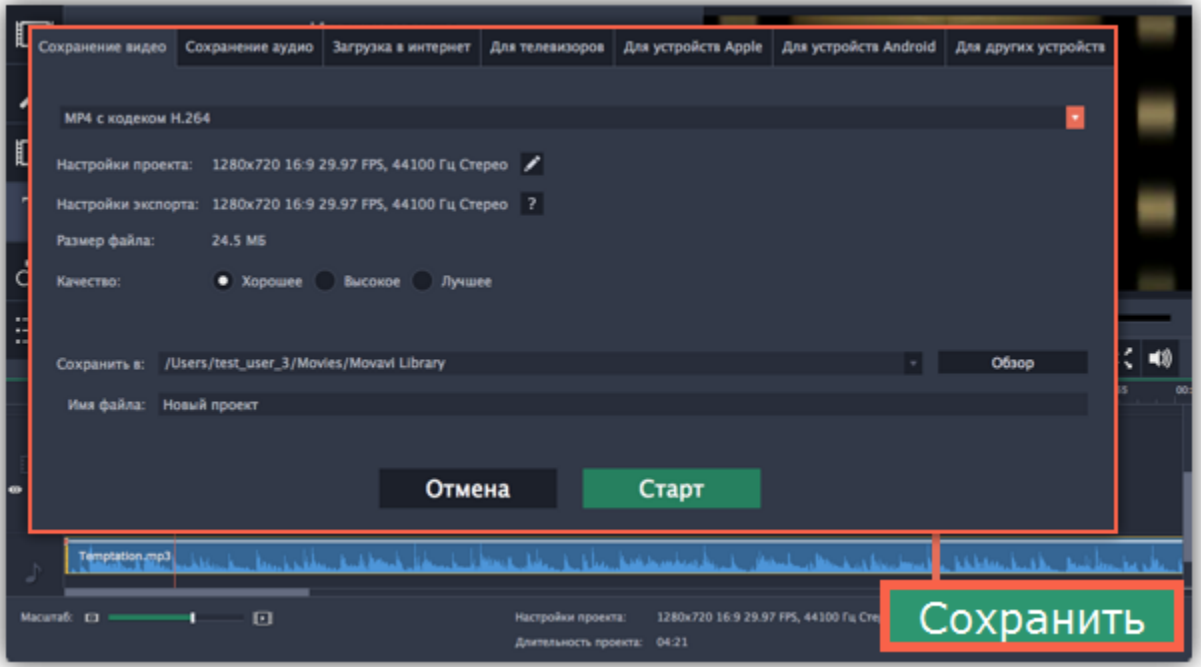 Сохранение видео Сохранение аудио Загрузка в интернет Для телевизоров Для устройств Apple Для устройств Android Для других устройств
MP4 с кодеком H.264
Настройки проекта: 1280x720 16:9 29.97 FPS, 44100 Гц Стерео
Настройки экспорта: 1280x720 16:9 29.97 FPS, 44100 Гц Стерео ?
Размер файла: 24.5 МБ
Качество: Хорошее Высокое Лучшее
Сохранить в: /Users/test_user_3/Movies/Movavi Library Обзор
55 00:
Имя файла: Новый проект
Отмена Старт
Temptation.mp3
Масштаб: Настройки проекта: 1280x720 16:9 29.97 FPS, 44100 Гц Сте
Длительность проекта: 04:21
Сохранить